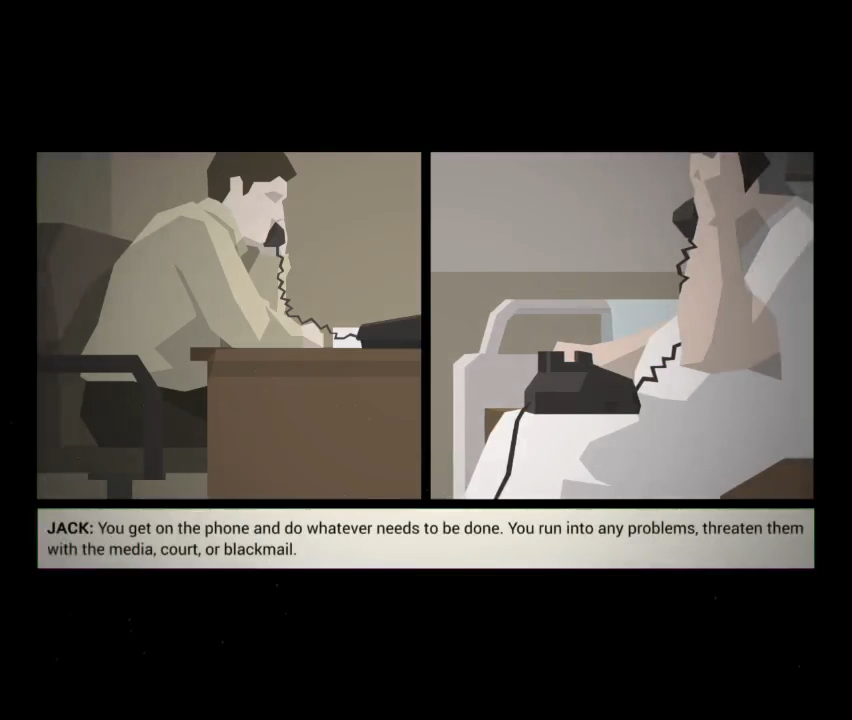 JACK: You get on the phone and do whatever needs to be done. You run into any problems, threaten them
with the media, court, or blackmail.